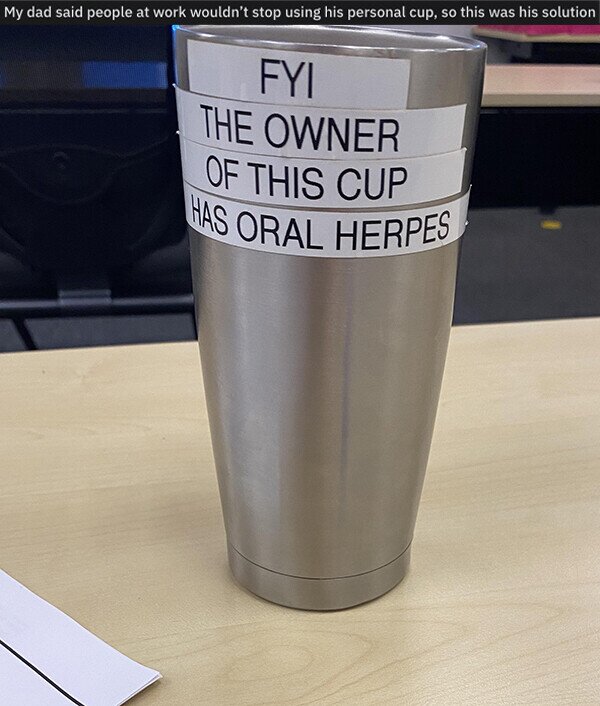 My dad said people at work wouldn't stop using his personal cup, so this was his solution
FYI
THE OWNER
OF THIS CUP
HAS ORAL HERPES